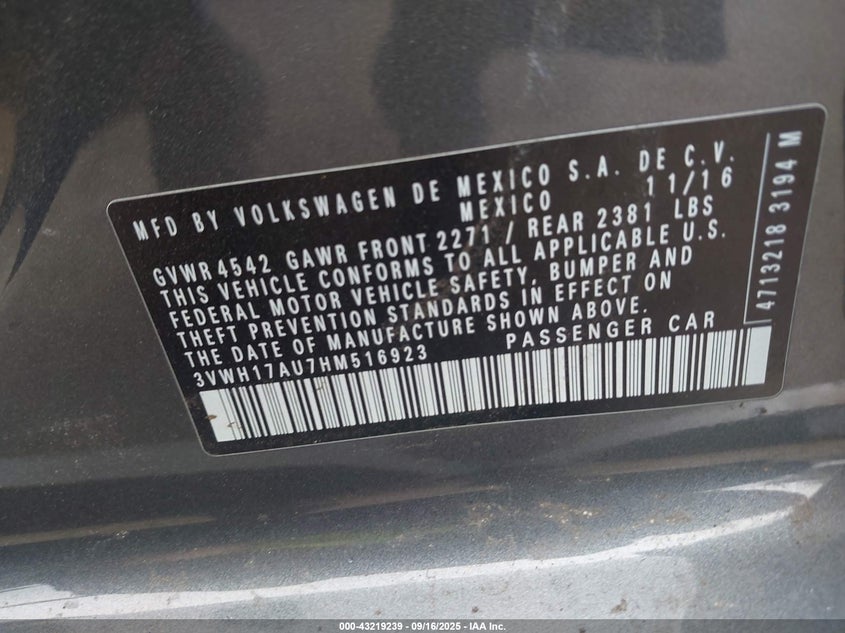 MFD BY VOLKSWAGEN DE MEXICO S.A. DE C.V.
MEXICO 11/16
GVWR 4542 GAWR FRONT 2271 / REAR 2381 LBS
THIS VEHICLE CONFORMS TO ALL APPLICABLE U.S.
FEDERAL MOTOR VEHICLE SAFETY, BUMPER AND
THEFT PREVENTION STANDARDS IN EFFECT ON
THE DATE OF MANUFACTURE SHOWN ABOVE.
3VWH17AU7HM516923 PASSENGER CAR
4713218 3194 M
000-43219239 - 09/16/2025 - IAA Inc.